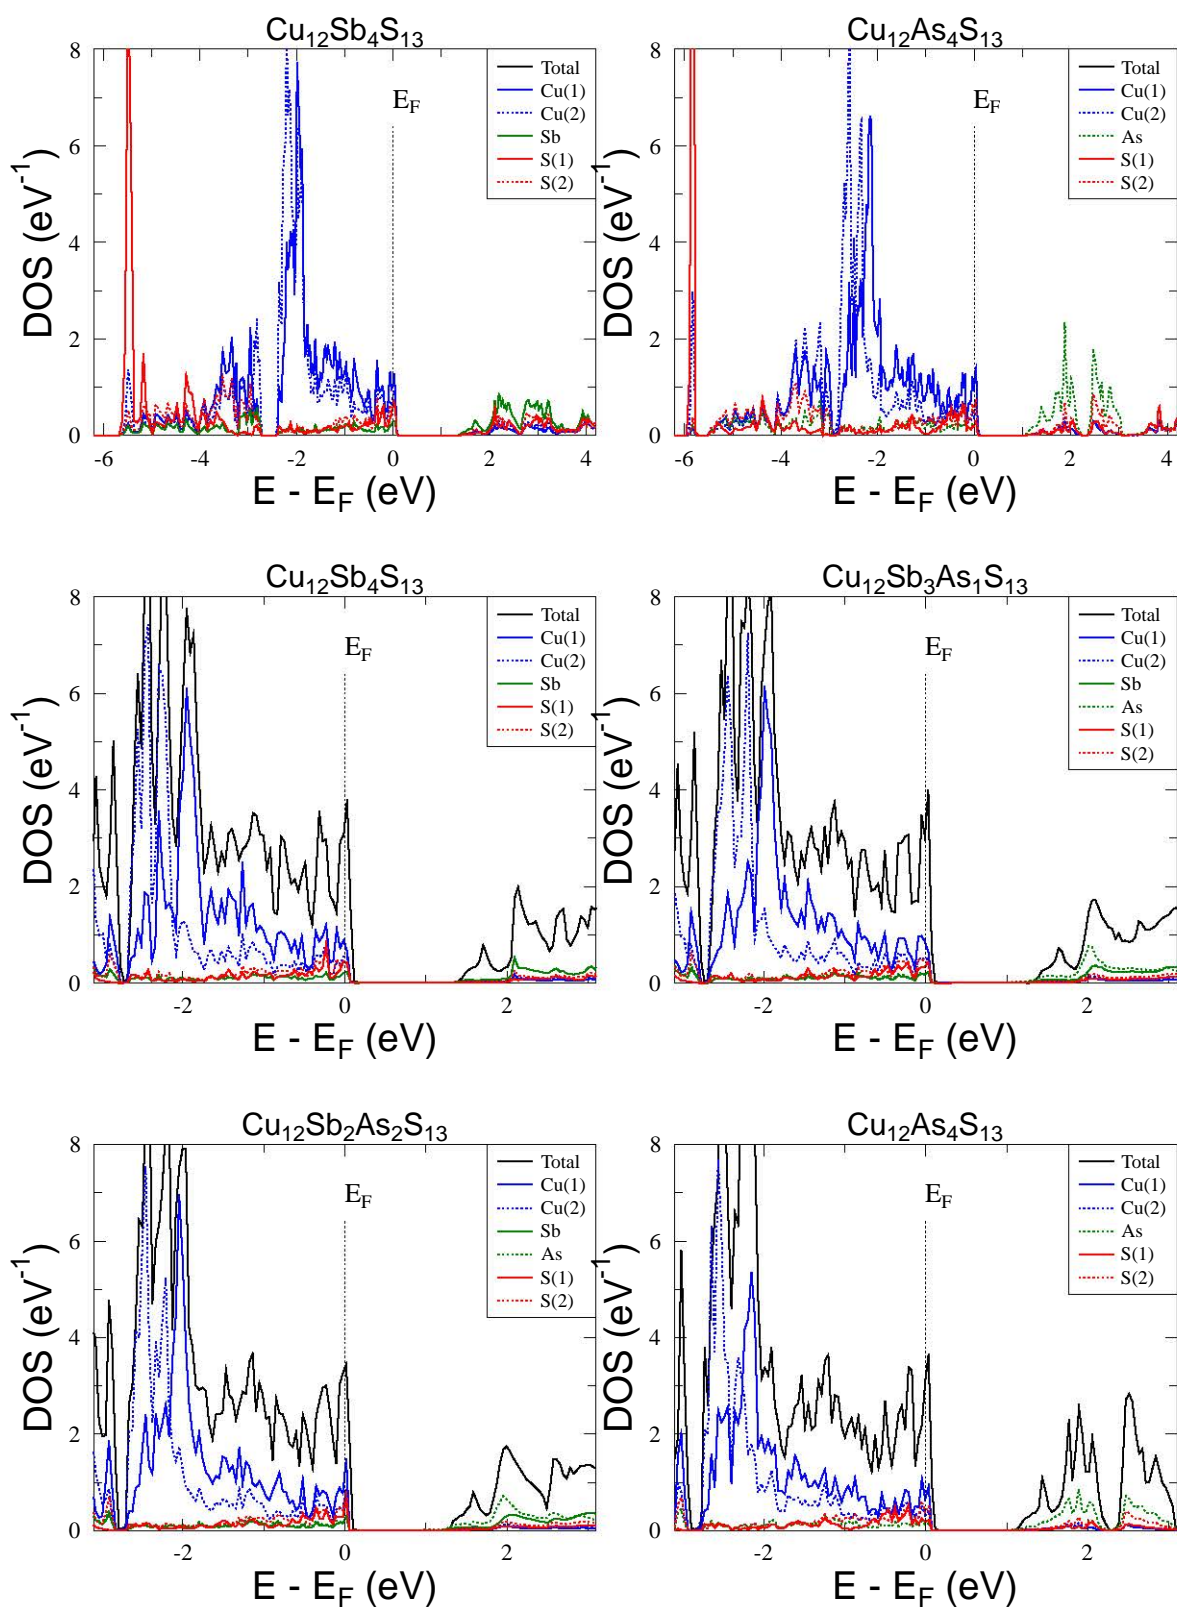 Cu12Sb4S13
8
6
4
2
0
DOS (eV-1)
-6
-4
-2
0
2
4
E - EF (eV)
EF
Total
Cu(1)
Cu(2)
Sb
S(1)
S(2)
Cu12As4S13
8
6
4
2
0
DOS (eV-1)
-6
-4
-2
0
2
4
E - EF (eV)
EF
Total
Cu(1)
Cu(2)
As
S(1)
S(2)
Cu12Sb4S13
8
6
4
2
0
DOS (eV-1)
-2
0
2
E - EF (eV)
EF
Total
Cu(1)
Cu(2)
Sb
S(1)
S(2)
Cu12Sb3As1S13
8
6
4
2
0
DOS (eV-1)
-2
0
2
E - EF (eV)
EF
Total
Cu(1)
Cu(2)
Sb
As
S(1)
S(2)
Cu12Sb2As2S13
8
6
4
2
0
DOS (eV-1)
-2
0
2
E - EF (eV)
EF
Total
Cu(1)
Cu(2)
Sb
As
S(1)
S(2)
Cu12As4S13
8
6
4
2
0
DOS (eV-1)
-2
0
2
E - EF (eV)
EF
Total
Cu(1)
Cu(2)
As
S(1)
S(2)